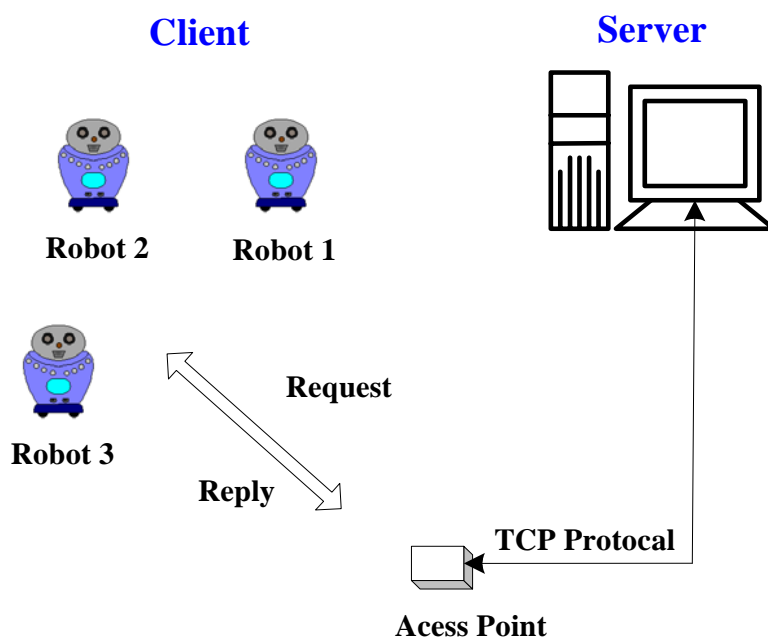 Client
Server
Robot 2
Robot 1
Request
Robot 3
Reply
TCP Protocal
Acess Point